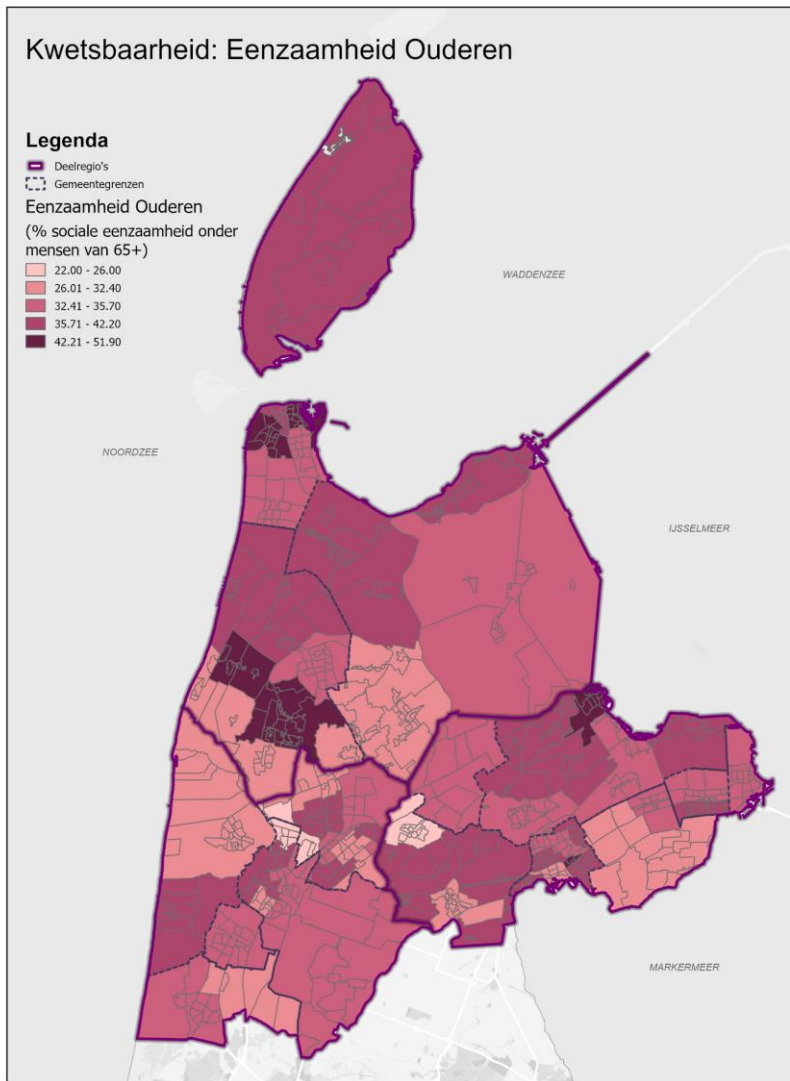 Kwetsbaarheid: Eenzaamheid Ouderen
Legenda
Deelregio's
Gemeentegrenzen
Eenzaamheid Ouderen
(% sociale eenzaamheid onder
mensen van 65+)
22.00 - 26.00
26.01 - 32.40
32.41 - 35.70
35.71 - 42.20
42.21 - 51.90
WADDENZEE
NOORDZEE
IJSSELMEER
MARKERMEER